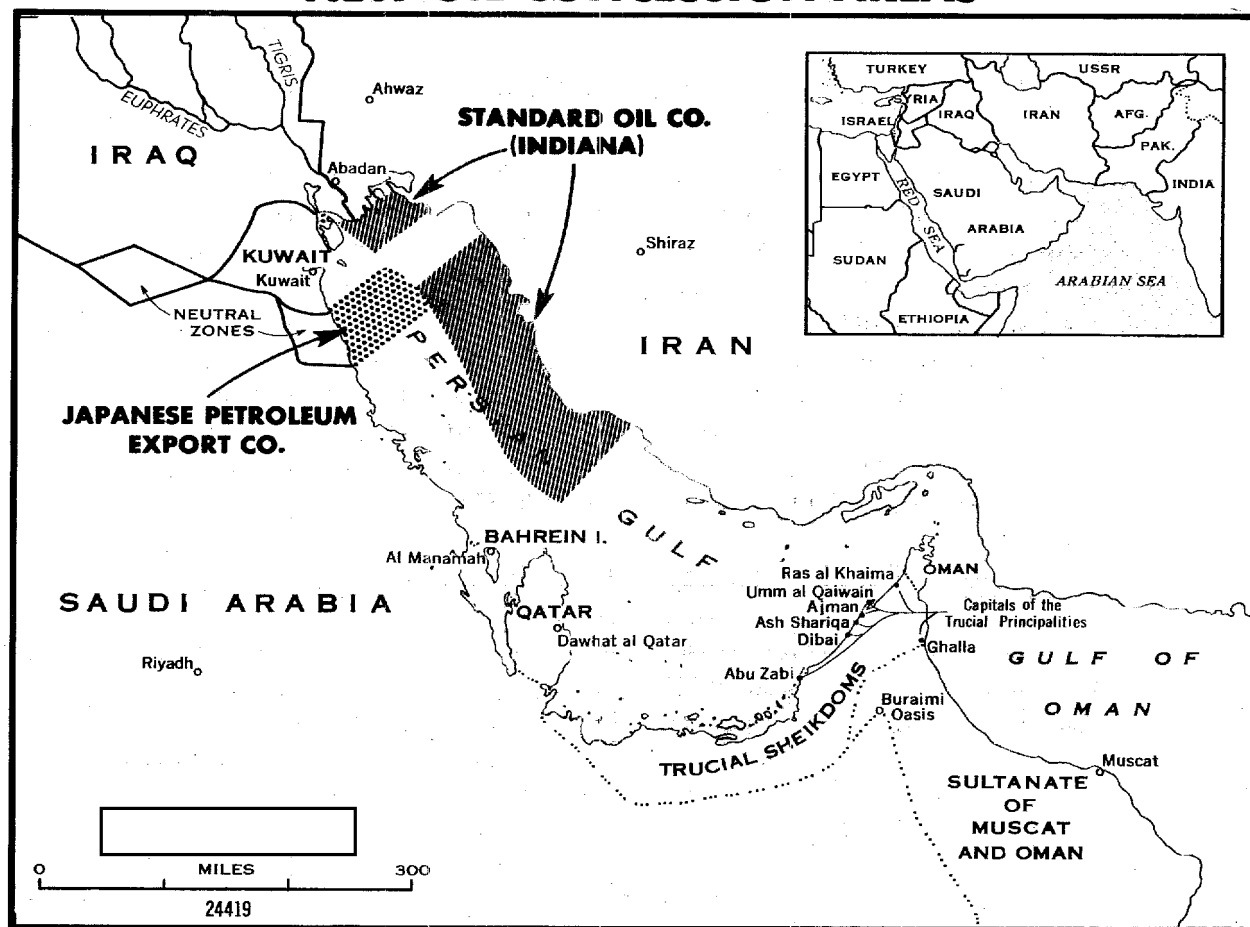 NEW OIL CONCESSION AREAS
TIGRIS
EUPHRATES
Ahwaz
STANDARD OIL CO.
(INDIANA)
IRAQ
Abadan
KUWAIT
Kuwait
Shiraz
NEUTRAL
ZONES
IRAN
JAPANESE PETROLEUM
EXPORT CO.
PERSIAN GULF
BAHREIN I.
Al Manamah
QATAR
Dawhat al Qatar
SAUDI ARABIA
Riyadh
Ras al Khaima
Umm al Qaiwain
Ajman
Ash Shariqa
Dibai
Abu Zabi
OMAN
Capitals of the
Trucial Principalities
Ghalla
GULF OF
OMAN
Buraimi
Oasis
TRUCIAL SHEIKDOMS
Muscat
SULTANATE
OF
MUSCAT
AND OMAN
0 MILES 300
24419
TURKEY
USSR
SYRIA
ISRAEL
IRAQ
IRAN
AFG.
PAK.
EGYPT
RED SEA
SAUDI
ARABIA
INDIA
SUDAN
ARABIAN SEA
ETHIOPIA